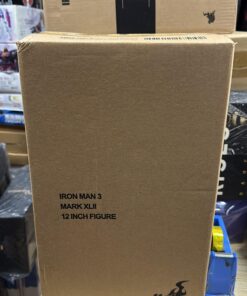 IRON MAN 3
MARK XLII
12 INCH FIGURE